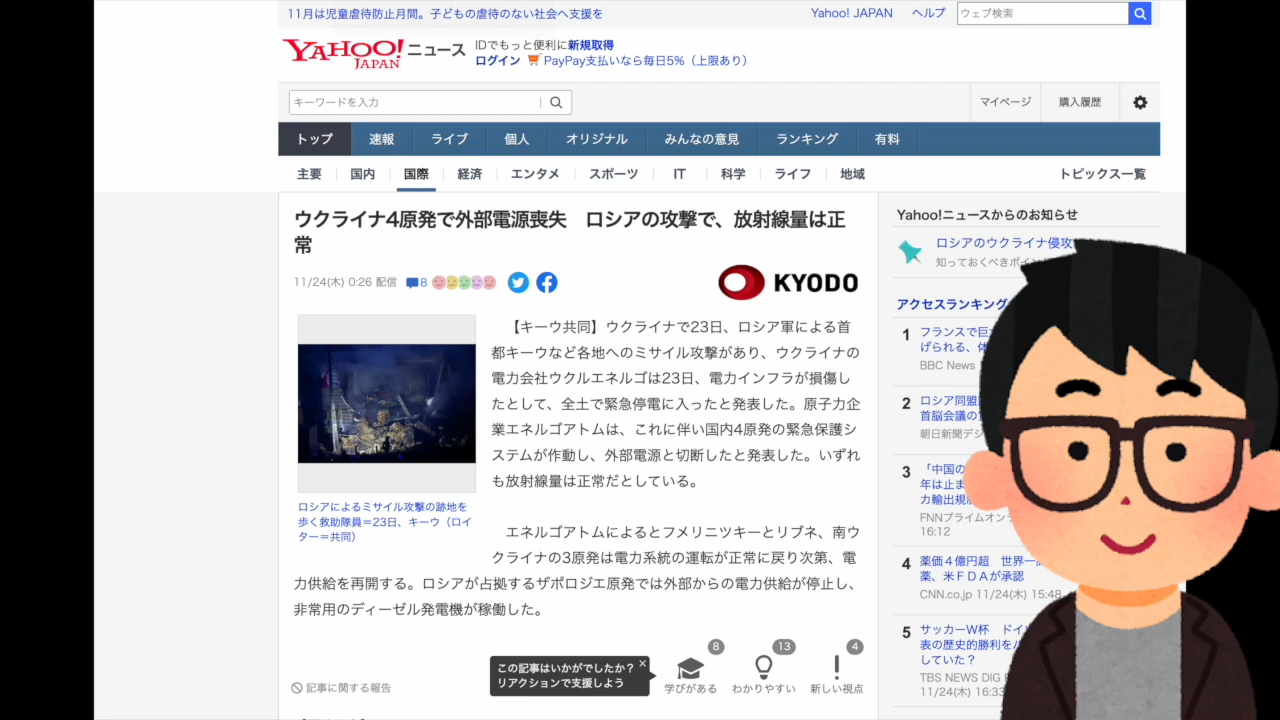 11月は児童虐待防止月間。子どもの虐待のない社会へ支援を
Yahoo! JAPAN ヘルプ ウェブ検索
YAHOO! JAPAN ニュース
IDでもっと便利に新規取得
ログイン PayPay支払いなら毎日5%（上限あり）
キーワードを入力
マイページ 購入履歴
トップ 速報 ライブ 個人 オリジナル みんなの意見 ランキング 有料
主要 国内 国際 経済 エンタメ スポーツ IT 科学 ライフ 地域 トピックス一覧
ウクライナ4原発で外部電源喪失　ロシアの攻撃で、放射線量は正
常
11/24(木) 0:26 配信 8
KYODO
【キーウ共同】ウクライナで23日、ロシア軍による首
都キーウなど各地へのミサイル攻撃があり、ウクライナの
電力会社ウクルエネルゴは23日、電力インフラが損傷し
たとして、全土で緊急停電に入ったと発表した。原子力企
業エネルゴアトムは、これに伴い国内4原発の緊急保護シ
ステムが作動し、外部電源と切断したと発表した。いずれ
も放射線量は正常だとしている。
ロシアによるミサイル攻撃の跡地を
歩く救助隊員＝23日、キーウ（ロイ
ター＝共同）
エネルゴアトムによるとフメリニツキーとリブネ、南ウ
クライナの3原発は電力系統の運転が正常に戻り次第、電
力供給を再開する。ロシアが占拠するザポロジエ原発では外部からの電力供給が停止し、
非常用のディーゼル発電機が稼働した。
記事に関する報告
この記事はいかがでしたか？ ×
リアクションで支援しよう
8
学びがある
13
わかりやすい
4
新しい視点
Yahoo!ニュースからのお知らせ
ロシアのウクライナ侵攻
知っておくべきポイン
アクセスランキング
1 フランスで巨
げられる、体
BBC News
2 ロシア同盟
首脳会議の
朝日新聞デジ
3 「中国の
年は止ま
カ輸出規
FNNプライムオン
16:12
4 薬価４億円超　世界一
薬、米ＦＤＡが承認
CNN.co.jp 11/24(木) 15:48
5 サッカーW杯　ドイ
表の歴史的勝利を
していた？
TBS NEWS DIG
11/24(木) 16:33